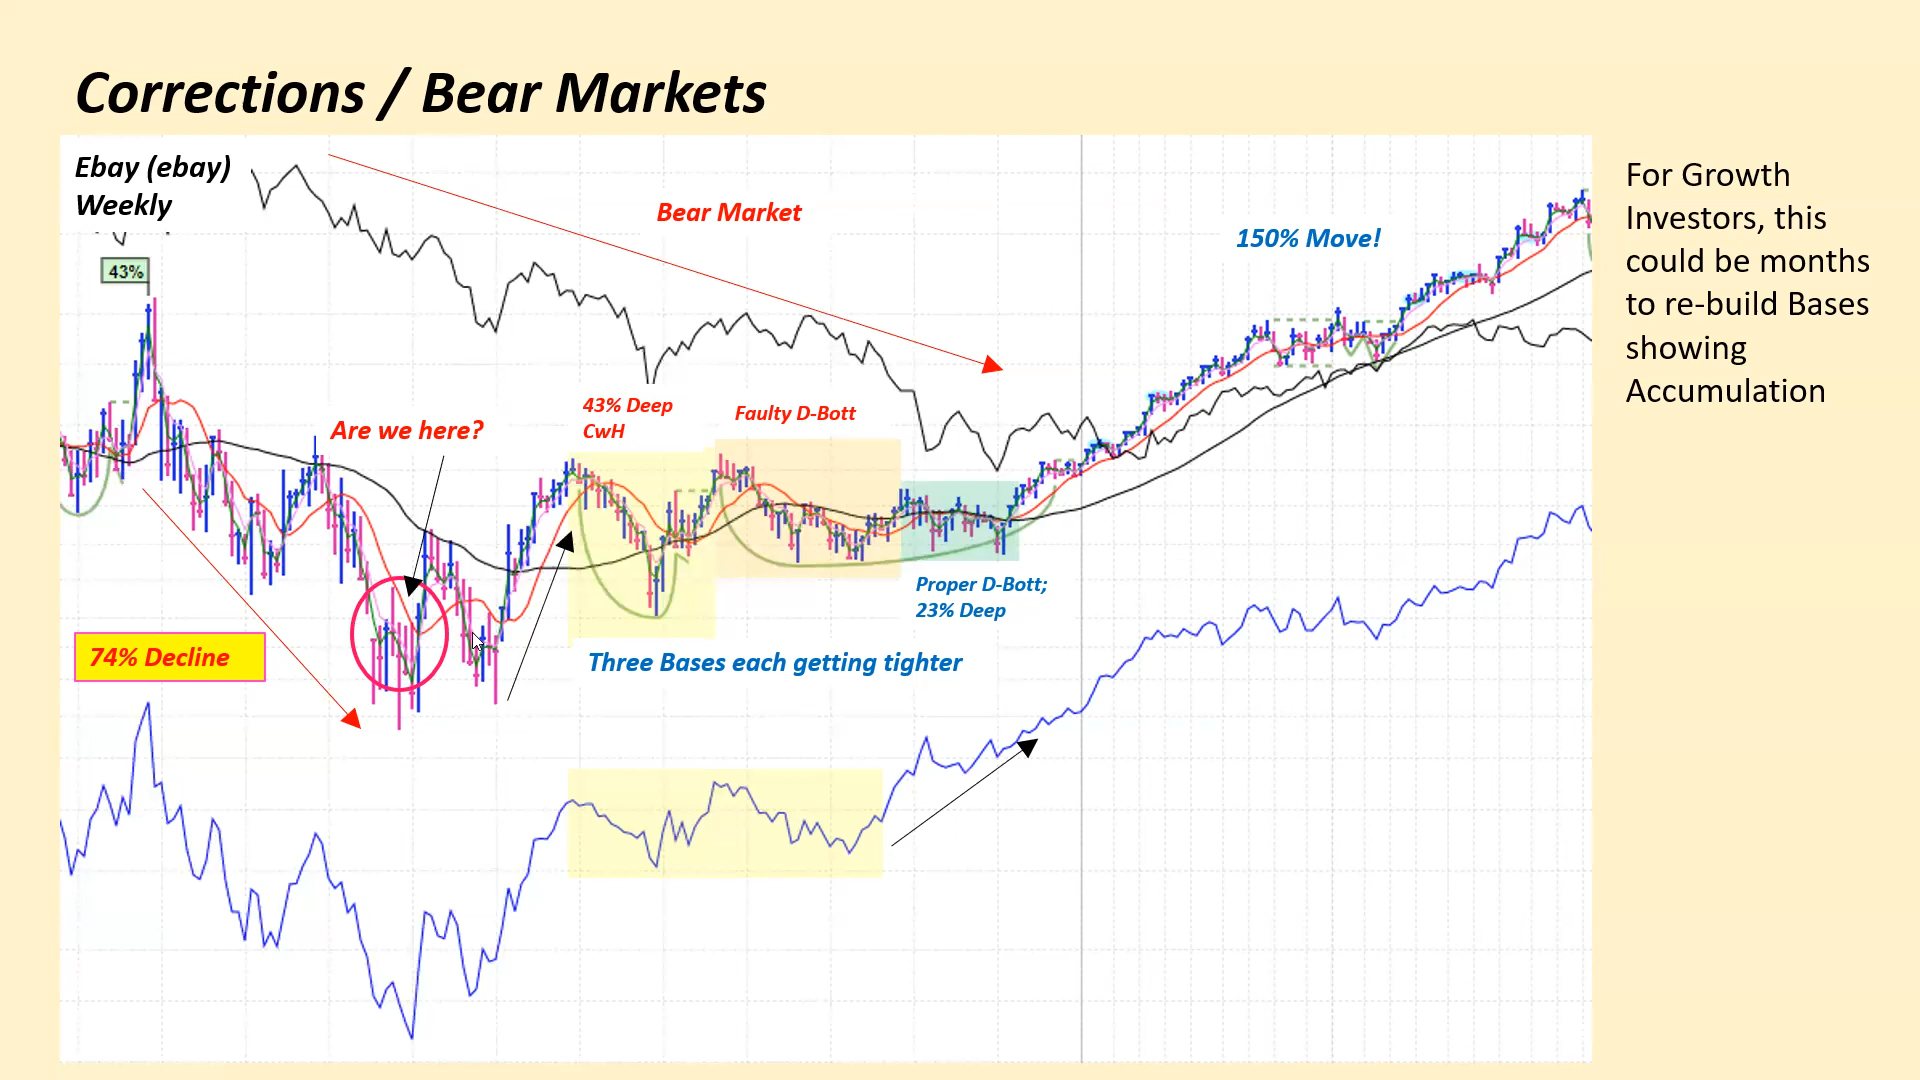 Corrections / Bear Markets
Ebay (ebay)
Weekly
43%
Bear Market
150% Move!
For Growth
Investors, this
could be months
to re-build Bases
showing
Accumulation
Are we here?
43% Deep
CwH
Faulty D-Bott
Proper D-Bott;
23% Deep
74% Decline
Three Bases each getting tighter